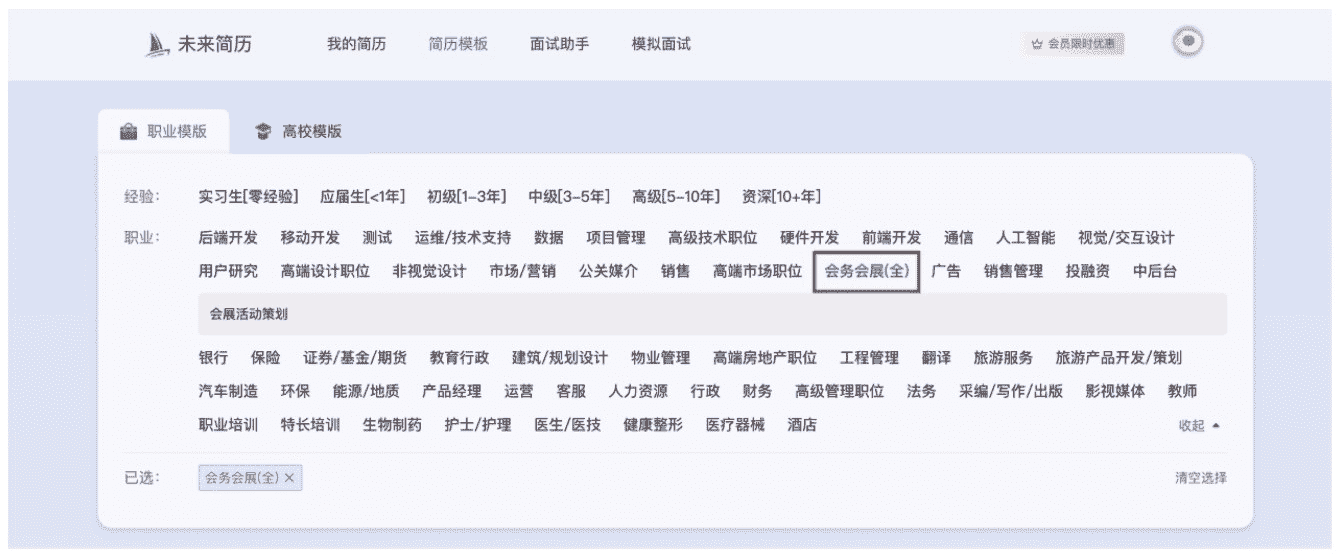 未来简历 我的简历 简历模板 面试助手 模拟面试 会员限时优惠
职业模版 高校模版
经验： 实习生[零经验] 应届生[<1年] 初级[1-3年] 中级[3-5年] 高级[5-10年] 资深[10+年]
职业： 后端开发 移动开发 测试 运维/技术支持 数据 项目管理 高级技术职位 硬件开发 前端开发 通信 人工智能 视觉/交互设计
用户研究 高端设计职位 非视觉设计 市场/营销 公关媒介 销售 高端市场职位 会务会展(全) 广告 销售管理 投融资 中后台
会展活动策划
银行 保险 证券/基金/期货 教育行政 建筑/规划设计 物业管理 高端房地产职位 工程管理 翻译 旅游服务 旅游产品开发/策划
汽车制造 环保 能源/地质 产品经理 运营 客服 人力资源 行政 财务 高级管理职位 法务 采编/写作/出版 影视媒体 教师
职业培训 特长培训 生物制药 护士/护理 医生/医技 健康整形 医疗器械 酒店 收起
已选： 会务会展(全) × 清空选择